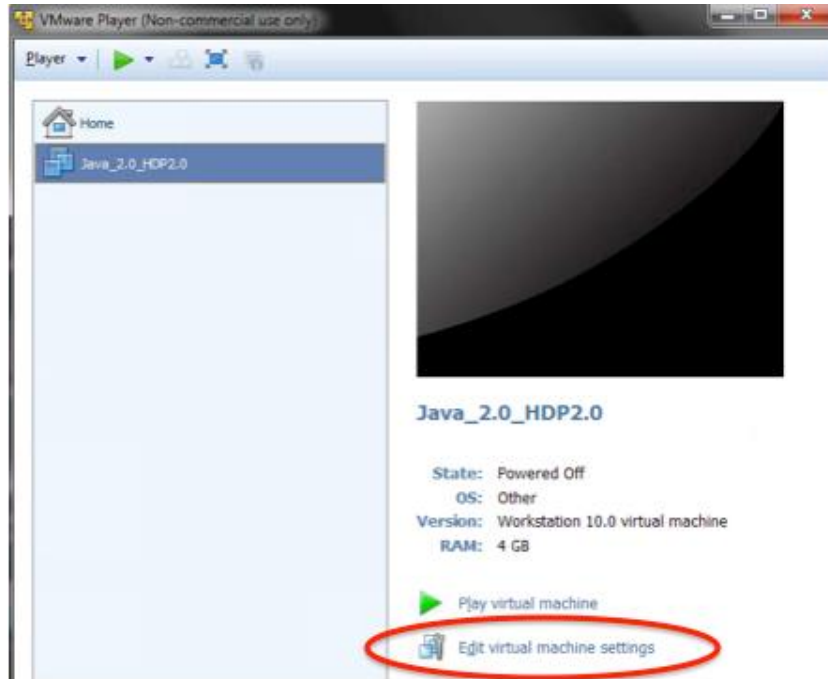 VMware Player (Non-commercial use only)
Player
Home
Java_2.0_HDP2.0
Java_2.0_HDP2.0
State: Powered Off
OS: Other
Version: Workstation 10.0 virtual machine
RAM: 4 GB
Play virtual machine
Edit virtual machine settings